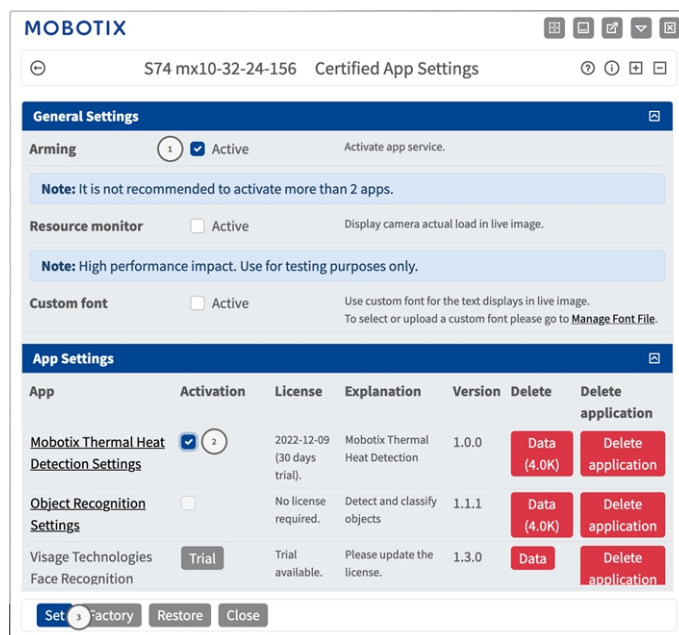 MOBOTIX
S74 mx10-32-24-156 Certified App Settings
General Settings
Arming 1 Active Activate app service.
Note: It is not recommended to activate more than 2 apps.
Resource monitor Active Display camera actual load in live image.
Note: High performance impact. Use for testing purposes only.
Custom font Active Use custom font for the text displays in live image.
To select or upload a custom font please go to Manage Font File.
App Settings
App Activation License Explanation Version Delete Delete
application
Mobotix Thermal Heat 2 2022-12-09 Mobotix Thermal 1.0.0 Data Delete
Detection Settings (30 days Heat Detection (4.0K) application
trial).
Object Recognition No license Detect and classify 1.1.1 Data Delete
Settings required. objects (4.0K) application
Visage Technologies Trial Trial Please update the 1.3.0 Data Delete
Face Recognition available. license. application
Set 3 Factory Restore Close